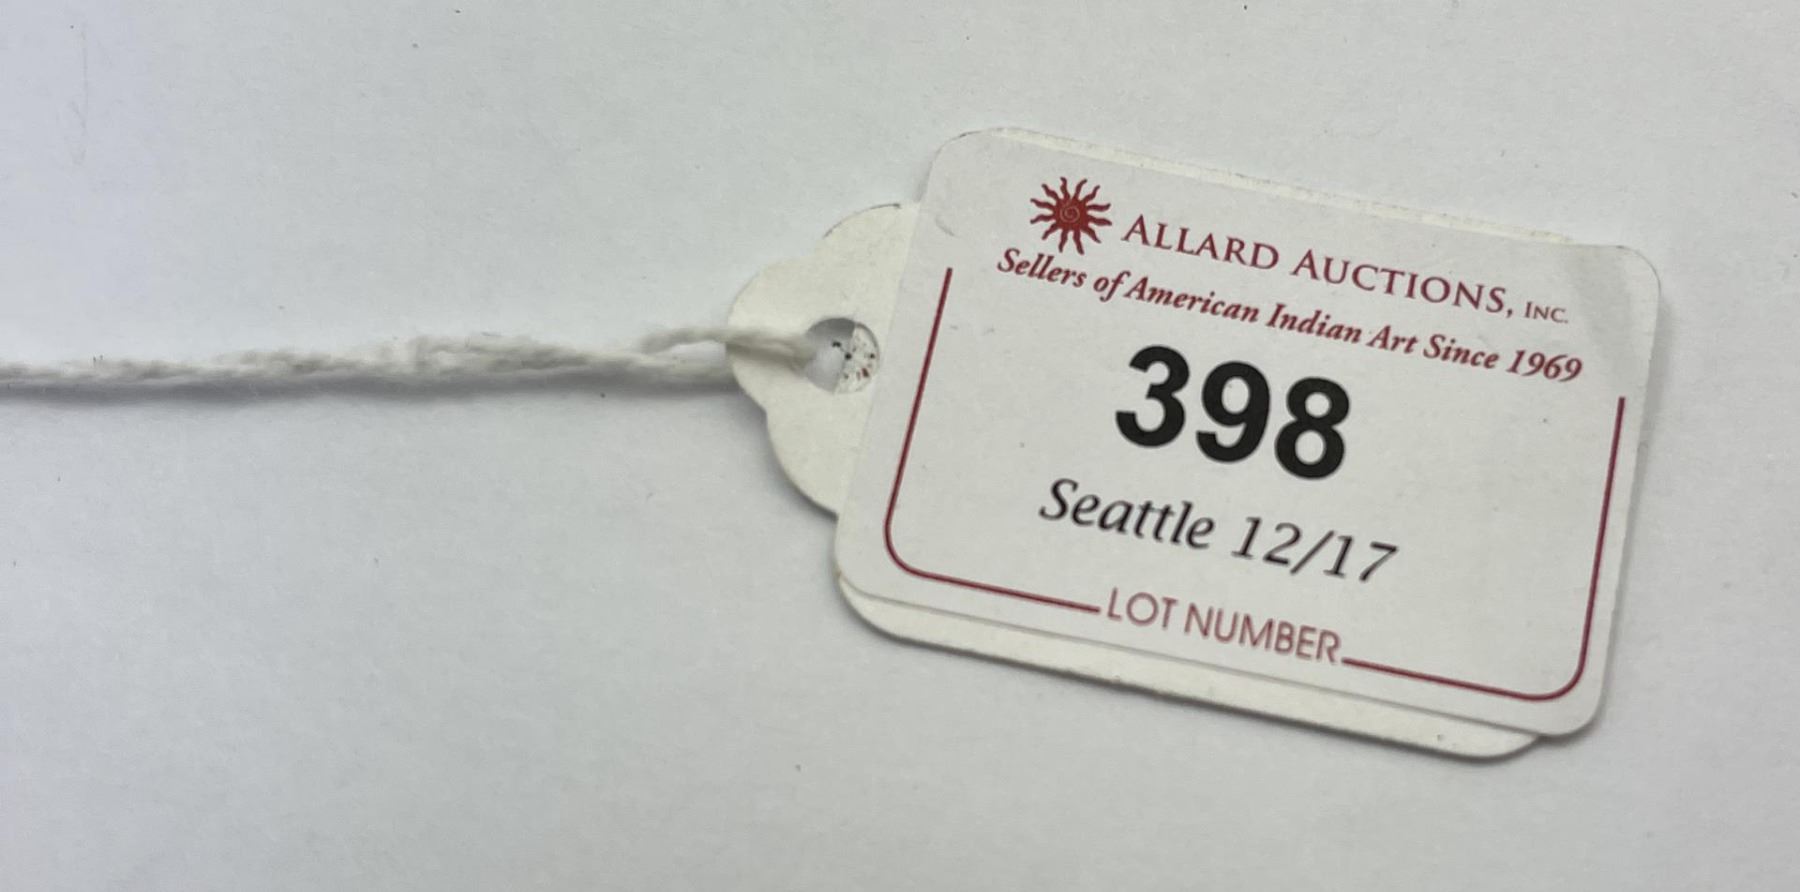 ALLARD AUCTIONS, INC.
Sellers of American Indian Art Since 1969
398
Seattle 12/17
LOT NUMBER